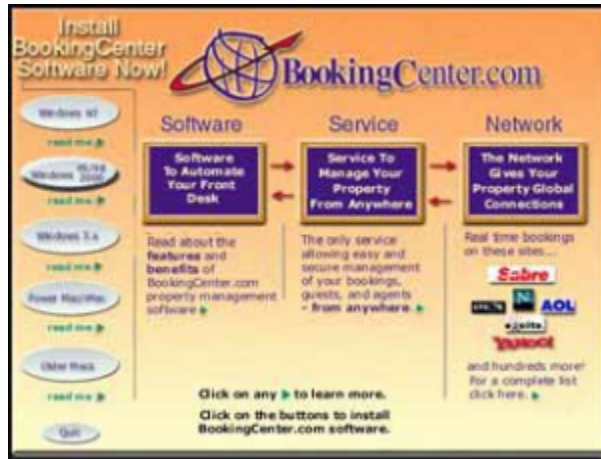 Install
BookingCenter
Software Now!
BookingCenter.com
Windows NT
read me
Windows 95/98 2000
read me
Windows 3.x
read me
Power Mac/iMac
read me
Older Macs
read me
Quit
Software
Software
To Automate
Your Front
Desk
Read about the
features and
benefits of
BookingCenter.com
property management
software
Service
Service To
Manage Your
Property
From Anywhere
The only service
allowing easy and
secure management
of your bookings,
guests, and agents
- from anywhere.
Network
The Network
Gives Your
Property Global
Connections
Real time bookings
on these sites...
Sabre
AOL
excite.
YAHOO!
and hundreds more!
For a complete list
click here.
Click on any to learn more.
Click on the buttons to install
BookingCenter.com software.